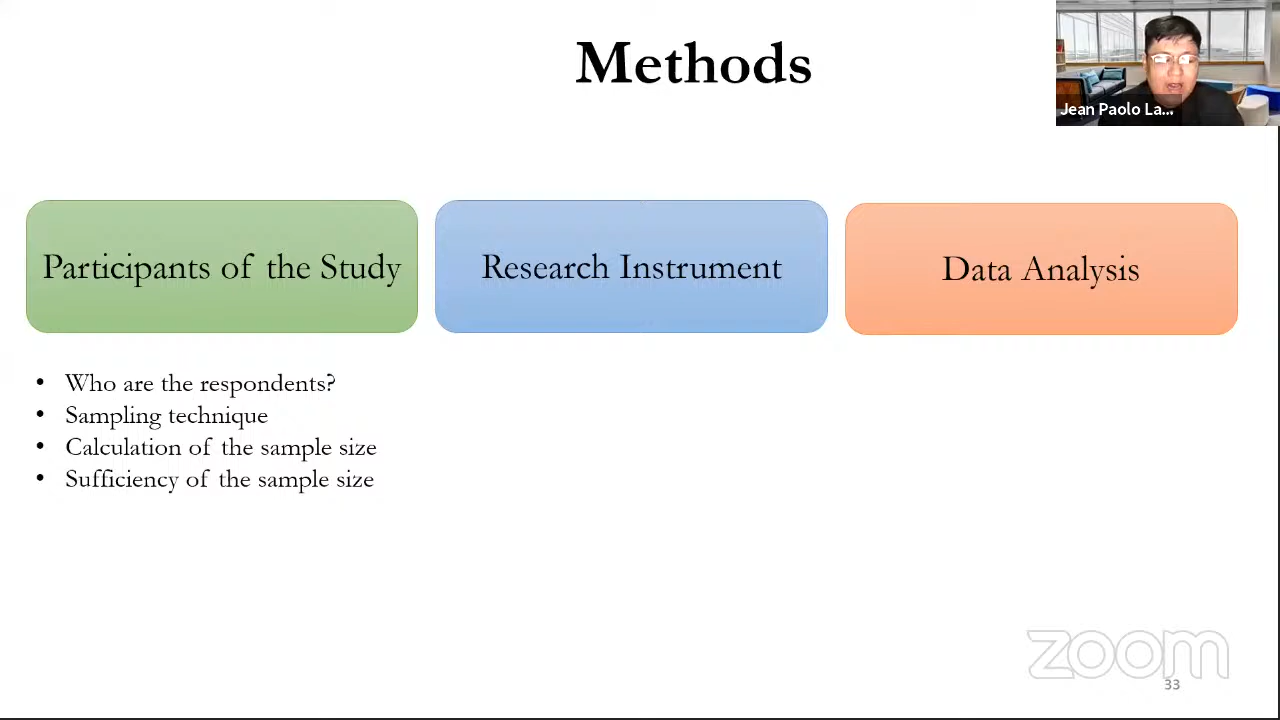 Methods
Jean Paolo La...
Participants of the Study
Research Instrument
Data Analysis
• Who are the respondents?
• Sampling technique
• Calculation of the sample size
• Sufficiency of the sample size
zoom
33